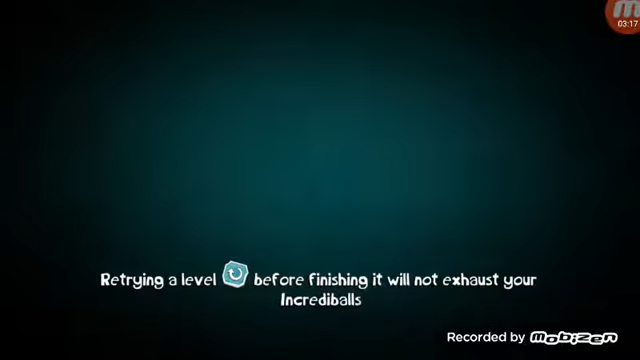 03:17
Retrying a level before finishing it will not exhaust your
Incrediballs
Recorded by mobizen